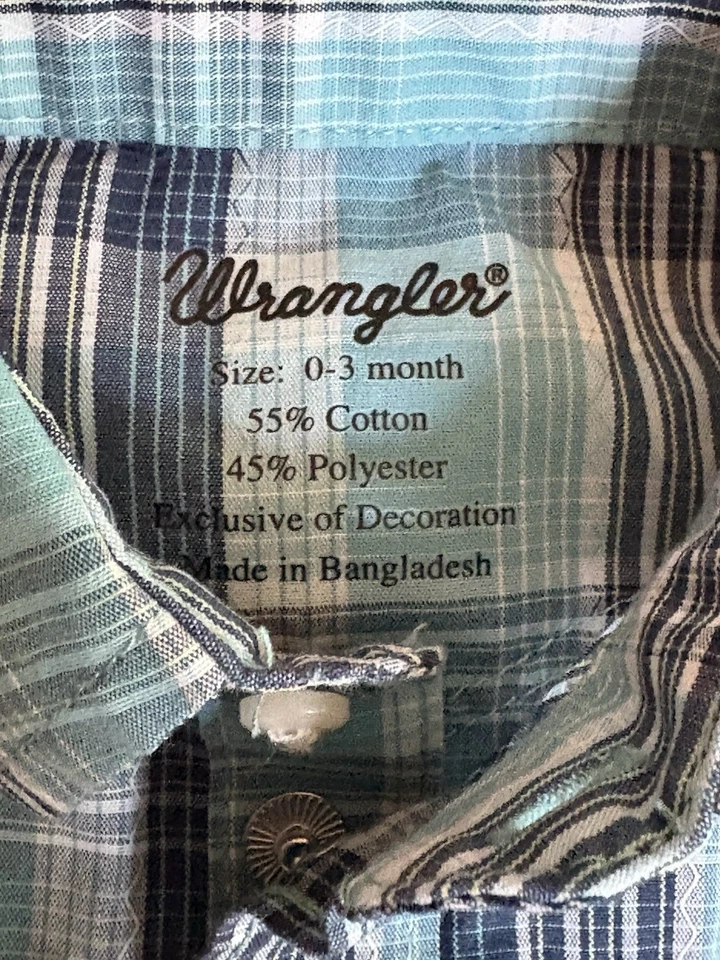 Wrangler®
Size: 0-3 month
55% Cotton
45% Polyester
Exclusive of Decoration
Made in Bangladesh